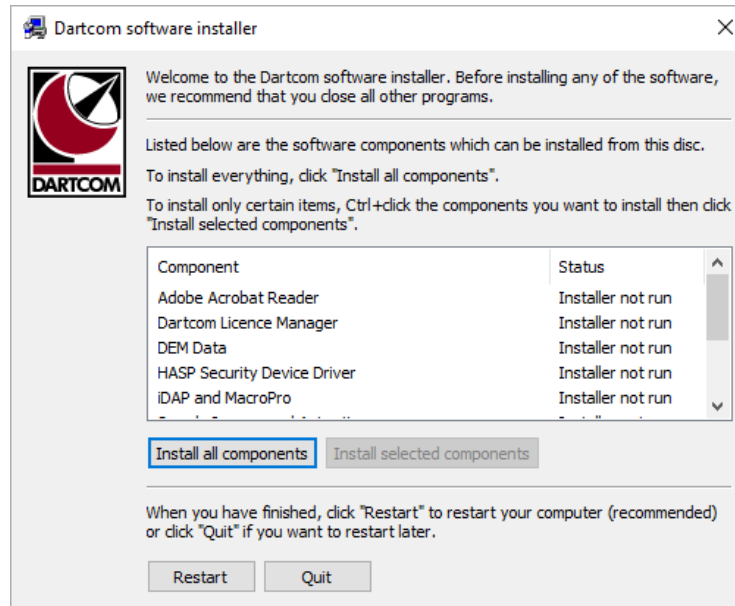 Dartcom software installer
DARTCOM
Welcome to the Dartcom software installer. Before installing any of the software,
we recommend that you close all other programs.
Listed below are the software components which can be installed from this disc.
To install everything, click "Install all components".
To install only certain items, Ctrl+click the components you want to install then click
"Install selected components".
Component Status
Adobe Acrobat Reader Installer not run
Dartcom Licence Manager Installer not run
DEM Data Installer not run
HASP Security Device Driver Installer not run
iDAP and MacroPro Installer not run
Install all components Install selected components
When you have finished, click "Restart" to restart your computer (recommended)
or click "Quit" if you want to restart later.
Restart Quit